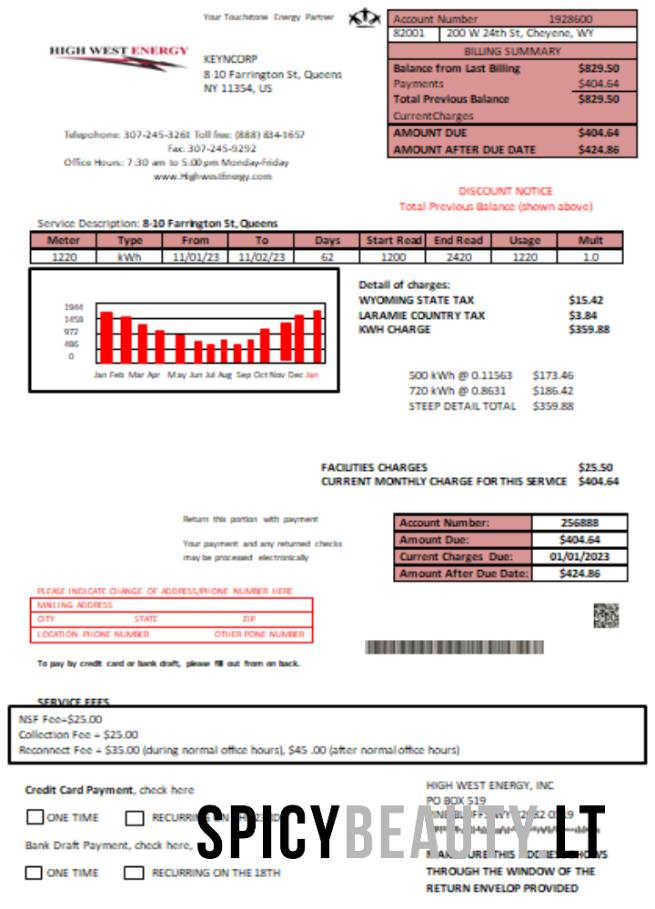 Your Touchstone Energy Partner
HIGH WEST ENERGY
KEYNCORP
8-10 Farrington St, Queens
NY 11354, US
Account Number 1928600
82001 200 W 24th St, Cheyene, WY
BILLING SUMMARY
Balance from Last Billing $829.50
Payments $404.64
Total Previous Balance $829.50
CurrentCharges
AMOUNT DUE $404.64
AMOUNT AFTER DUE DATE $424.86
Telepohone: 307-245-3261 Toll free: (888) 834-1657
Fax: 307-245-9292
Office Hours: 7:30 am to 5:00 pm Monday-Friday
www.HighwestEnergy.com
DISCOUNT NOTICE
Total Previous Balance (shown above)
Service Description: 8-10 Farrington St, Queens
Meter Type From To Days Start Read End Read Usage Mult
1220 kWh 11/01/23 11/02/23 62 1200 2420 1220 1.0
1944
1458
972
486
0
Jan Feb Mar Apr May Jun Jul Aug Sep Oct Nov Dec Jan
Detail of charges:
WYOMING STATE TAX $15.42
LARAMIE COUNTRY TAX $3.84
KWH CHARGE $359.88
500 kWh @ 0.11563 $173.46
720 kWh @ 0.8631 $186.42
STEEP DETAIL TOTAL $359.88
FACILITIES CHARGES $25.50
CURRENT MONTHLY CHARGE FOR THIS SERVICE $404.64
Return this portion with payment
Your payment and any returned checks
may be processed electronically
Account Number: 256888
Amount Due: $404.64
Current Charges Due: 01/01/2023
Amount After Due Date: $424.86
PLEASE INDICATE CHANGE OF ADDRESS/PHONE NUMBER HERE
MAILING ADDRESS
CITY STATE ZIP
LOCATION PHONE NUMBER OTHER PONE NUMBER
To pay by credit card or bank draft, please fill out from on back.
SERVICE FEES
NSF Fee=$25.00
Collection Fee = $25.00
Reconnect Fee = $35.00 (during normal office hours), $45 .00 (after normal office hours)
Credit Card Payment, check here
ONE TIME RECURRING ON THE 23RD
Bank Draft Payment, check here,
ONE TIME RECURRING ON THE 18TH
HIGH WEST ENERGY, INC
PO BOX 519
PINE BLUFFS, WY
MAKE SURE THIS ADDRESS SHOWS
THROUGH THE WINDOW OF THE
RETURN ENVELOP PROVIDED
SPICYBEAUTY.LT